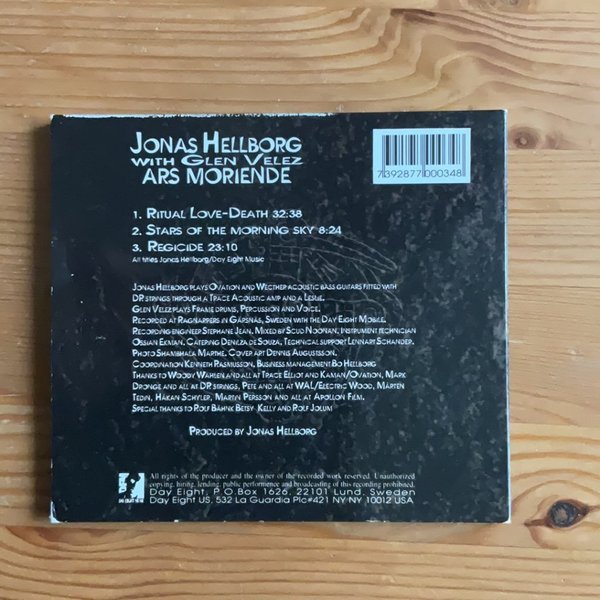 JONAS HELLBORG
WITH GLEN VELEZ
ARS MORIENDE
7392877 000348
1. RITUAL LOVE-DEATH 32:38
2. STARS OF THE MORNING SKY 8:24
3. REGICIDE 23:10
All titles Jonas Hellborg/Day Eight Music
JONAS HELLBORG PLAYS OVATION AND WECTHER ACOUSTIC BASS GUITARS FITTED WITH
DR STRINGS THROUGH A TRACE ACOUSTIC AMP AND A LESLIE.
GLEN VELEZ PLAYS FRAME DRUMS, PERCUSSION AND VOICE.
RECORDED AT RAGNARPERS IN GÄRSNÄS, SWEDEN WITH THE DAY EIGHT MOBILE.
RECORDING ENGINEER STEPHANE JEAN, MIXED BY SCUD NOONAN, INSTRUMENT TECHNICIAN
OSSIAN EKMAN, CATERING DENILZA DE SOUZA, TECHNICAL SUPPORT LENNART SCHANDER,
PHOTO SHAMBHALA MARTHE, COVER ART DENNIS AUGUSTSSON,
COORDINATION KENNETH RASMUSSON, BUSINESS MANAGEMENT BO HELLBORG
THANKS TO WOODY WAHLEN AND ALL AT TRACE ELLIOT AND KAMAN/OVATION, MARK
DRONGE AND ALL AT DR STRINGS, PETE AND ALL AT WAL/ELECTRIC WOOD, MÅRTEN
TEDIN, HÅKAN SCHYLER, MARTIN PERSSON AND ALL AT APOLLON FILM.
SPECIAL THANKS TO ROLF BÄHNK BETSY KELLY AND ROLF JOLUM
PRODUCED BY JONAS HELLBORG
All rights of the producer and the owner of the recorded work reserved. Unauthorized
copying, hiring, lending, public performence and broadcasting of this recording prohibited.
Day Eight, P.O.Box 1626, 22101 Lund, Sweden
Day Eight US, 532 La Guardia Plc#421 NY NY 10012 USA